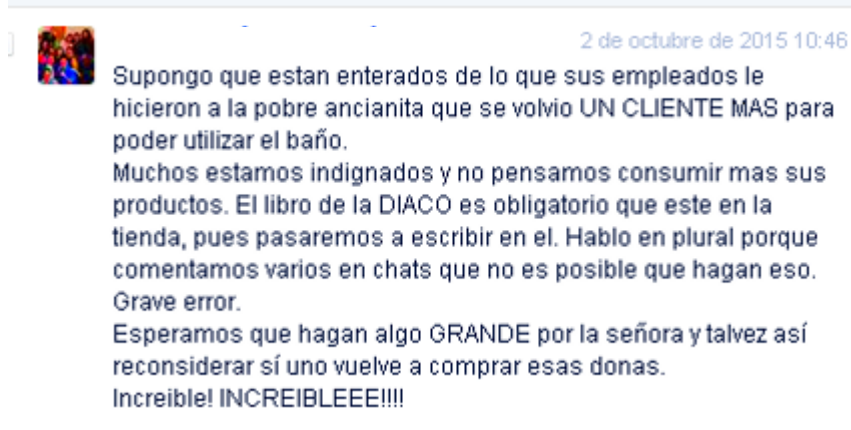 2 de octubre de 2015 10:46
Supongo que estan enterados de lo que sus empleados le
hicieron a la pobre ancianita que se volvio UN CLIENTE MAS para
poder utilizar el baño.
Muchos estamos indignados y no pensamos consumir mas sus
productos. El libro de la DIACO es obligatorio que este en la
tienda, pues pasaremos a escribir en el. Hablo en plural porque
comentamos varios en chats que no es posible que hagan eso.
Grave error.
Esperamos que hagan algo GRANDE por la señora y talvez así
reconsiderar sí uno vuelve a comprar esas donas.
Increible! INCREIBLEEE!!!!